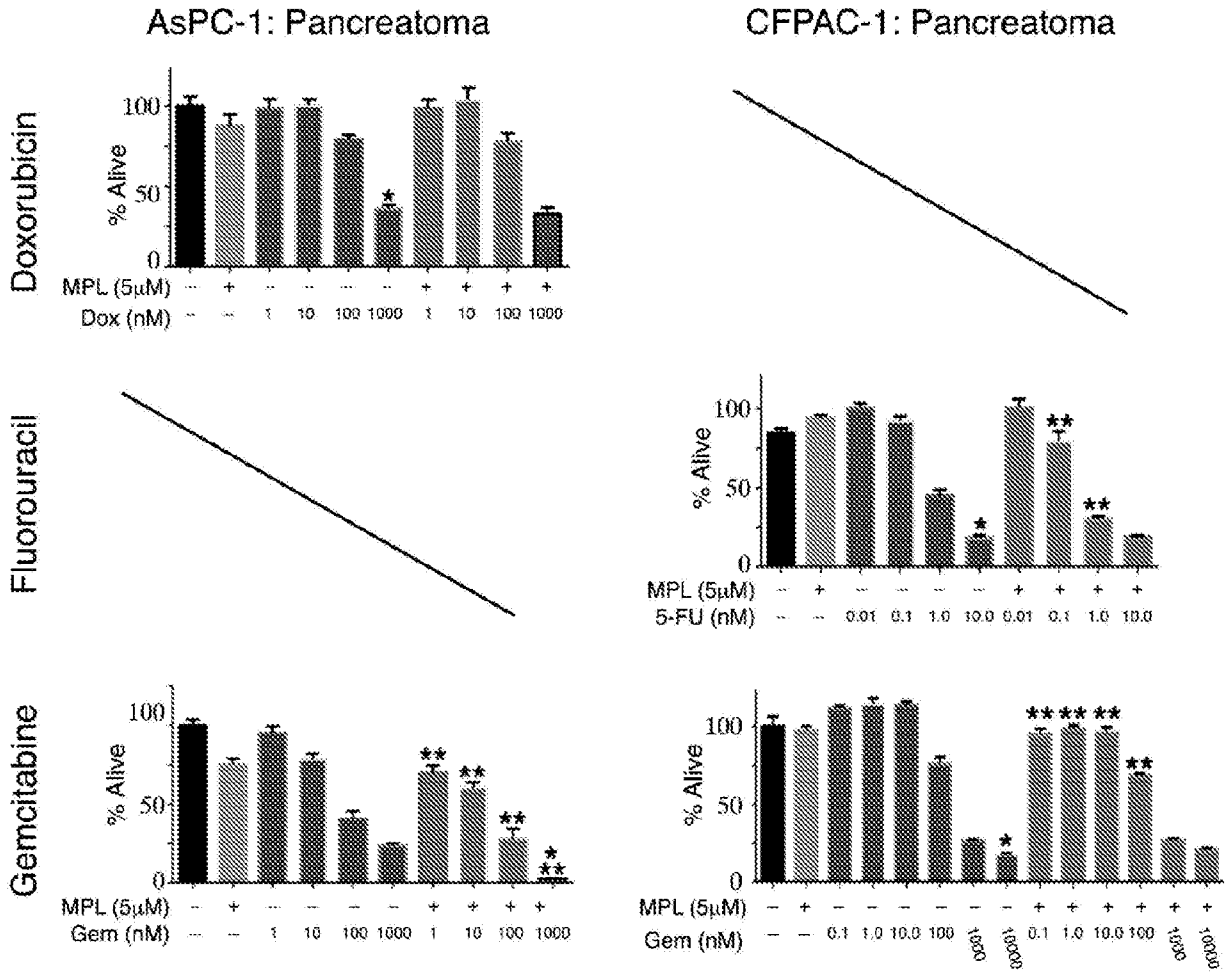 AsPC-1: Pancreatoma
CFPAC-1: Pancreatoma
Doxorubicin
% Alive
100
50
0
*
MPL (5µM) -- + -- -- -- -- + + + +
Dox (nM) -- -- 1 10 100 1000 1 10 100 1000
Fluorouracil
% Alive
100
50
0
*
**
**
MPL (5µM) -- + -- -- -- -- + + + +
5-FU (nM) -- -- 0.01 0.1 1.0 10.0 0.01 0.1 1.0 10.0
Gemcitabine
% Alive
100
50
0
**
**
**
*
**
MPL (5µM) -- + -- -- -- -- + + + +
Gem (nM) -- -- 1 10 100 1000 1 10 100 1000
% Alive
100
50
0
*
** ** **
**
MPL (5µM) -- + -- -- -- -- -- -- + + + + + +
Gem (nM) -- -- 0.1 1.0 10.0 100 1000 10000 0.1 1.0 10.0 100 1000 10000